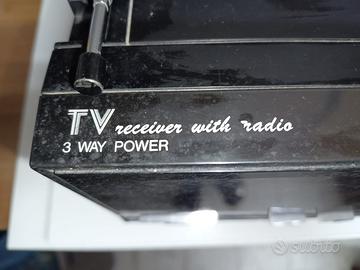 TV receiver with radio
3 WAY POWER
subito